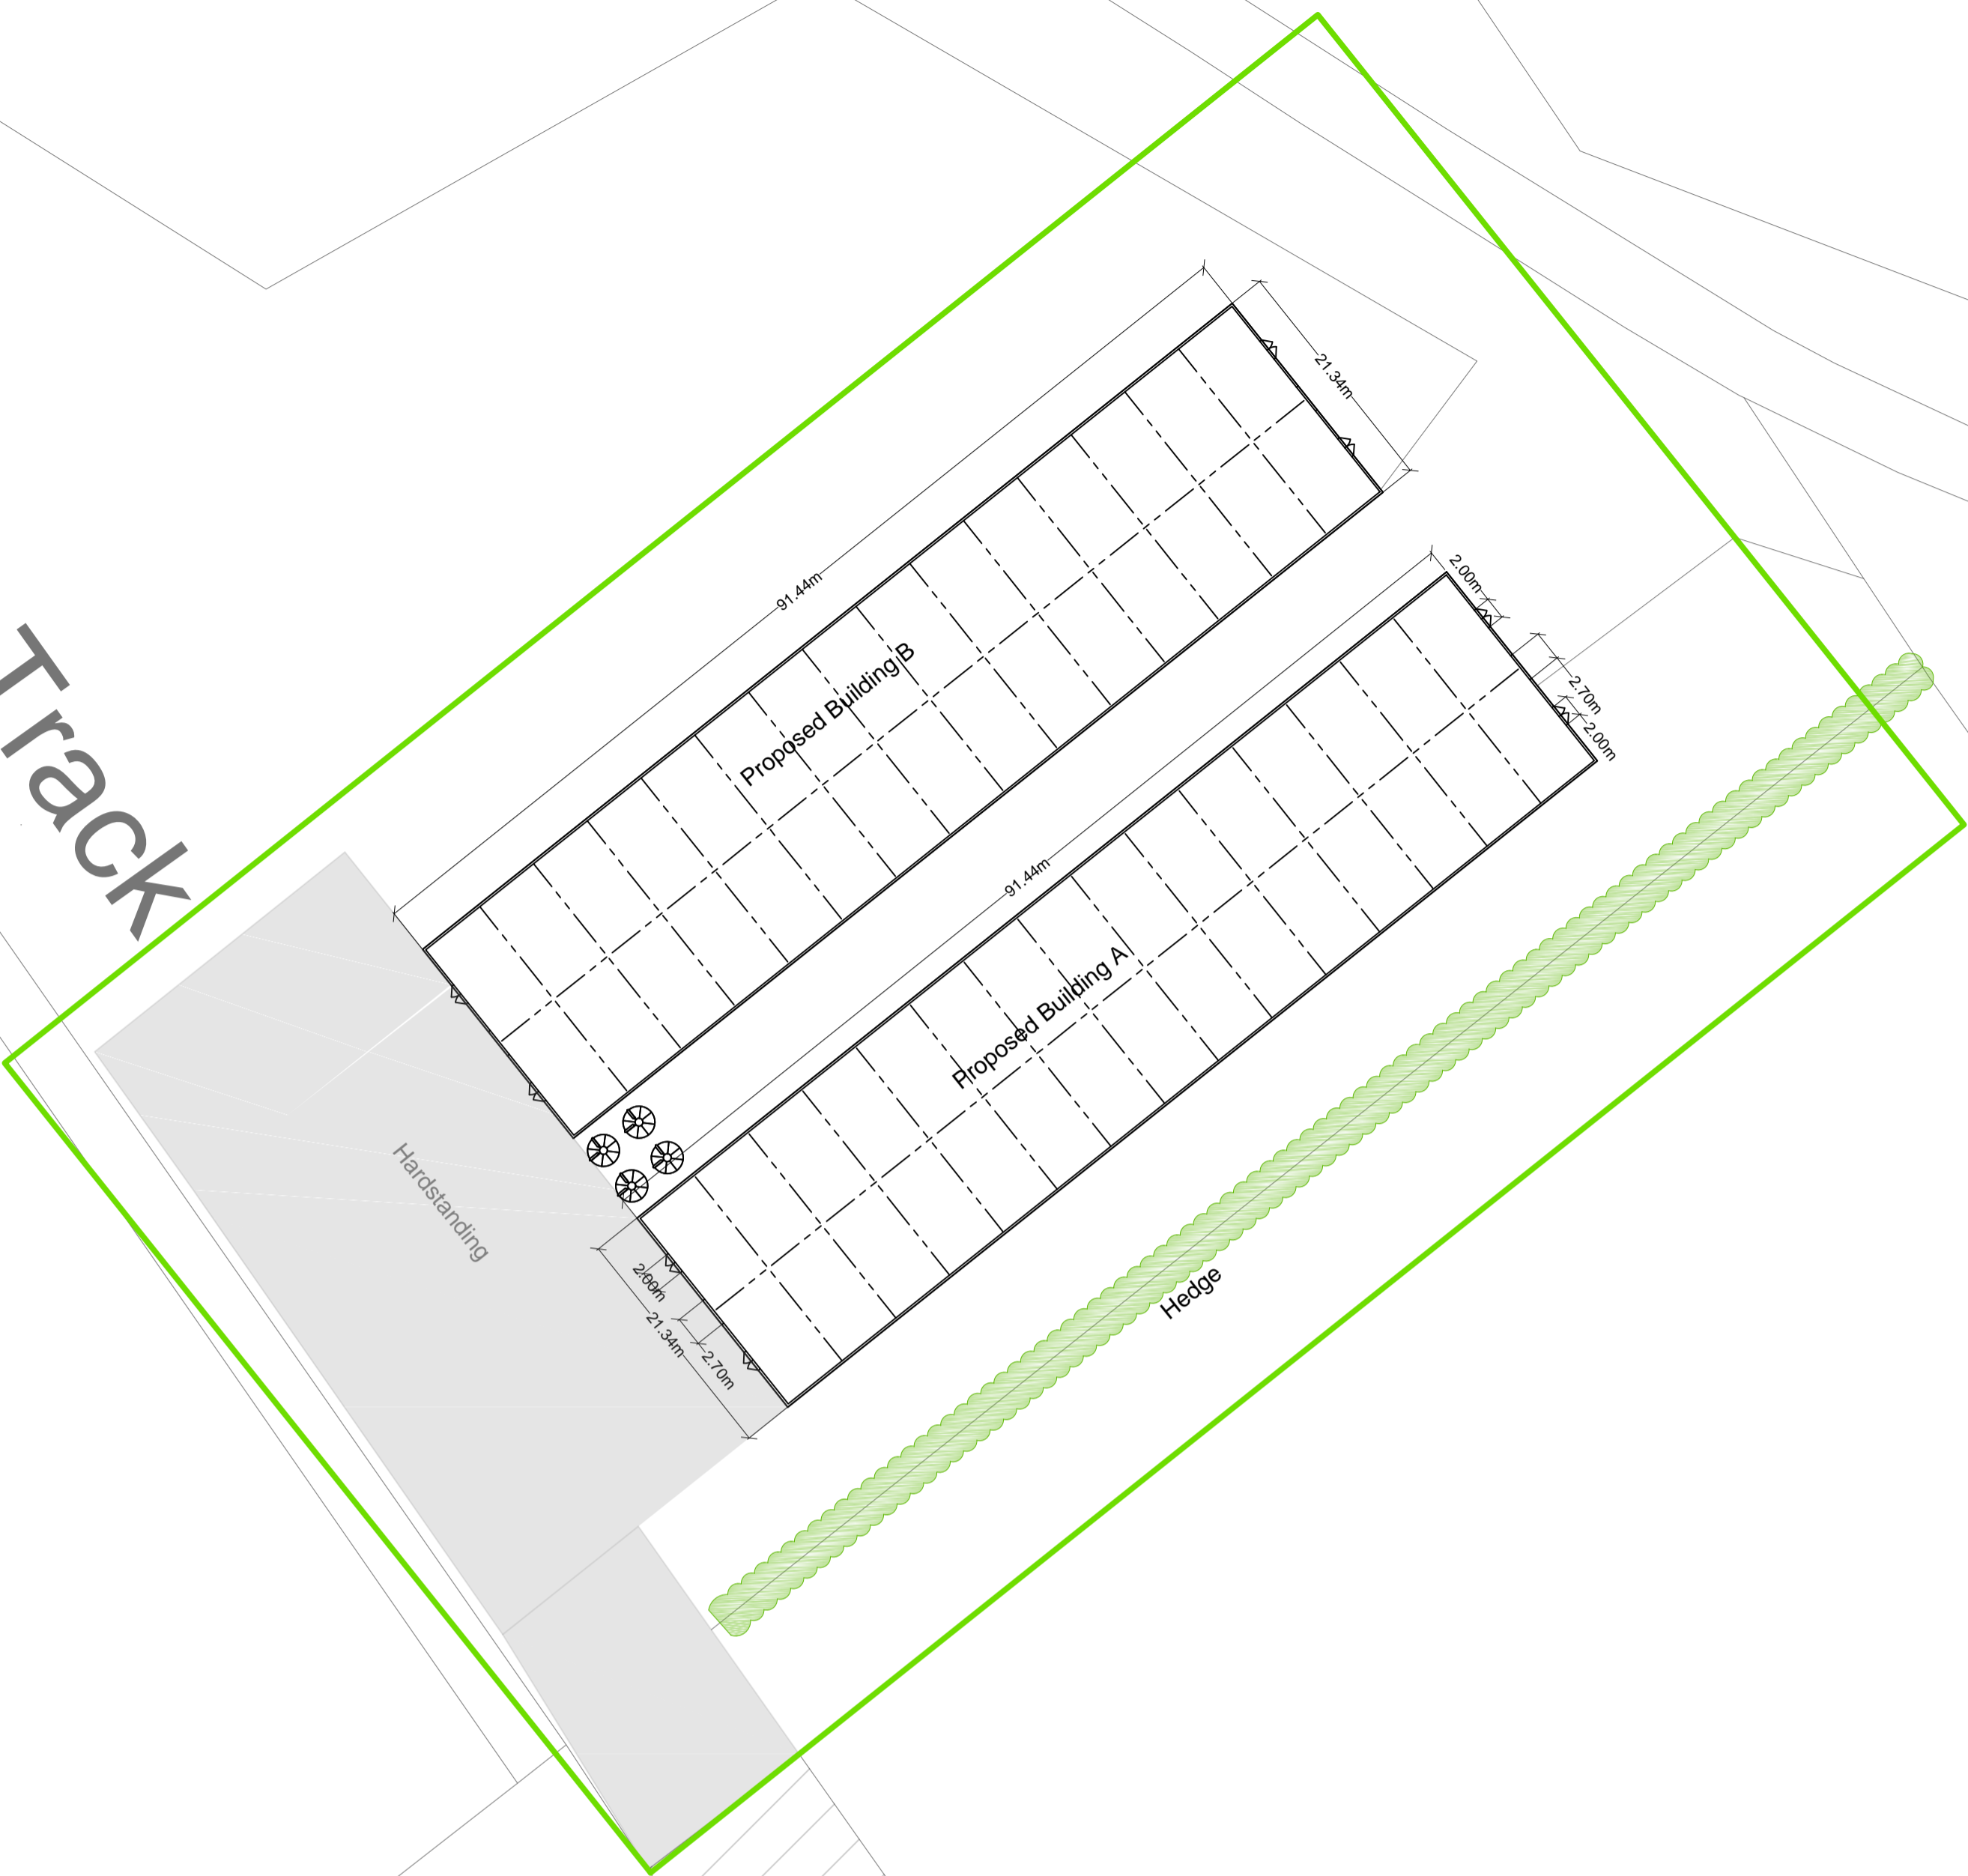 21.34m
2.00m
91.44m
Proposed Building B
2.70m
Track
2.00m
91.44m
Proposed Building A
Hardstanding
2.00m
Hedge
21.34m
2.70m